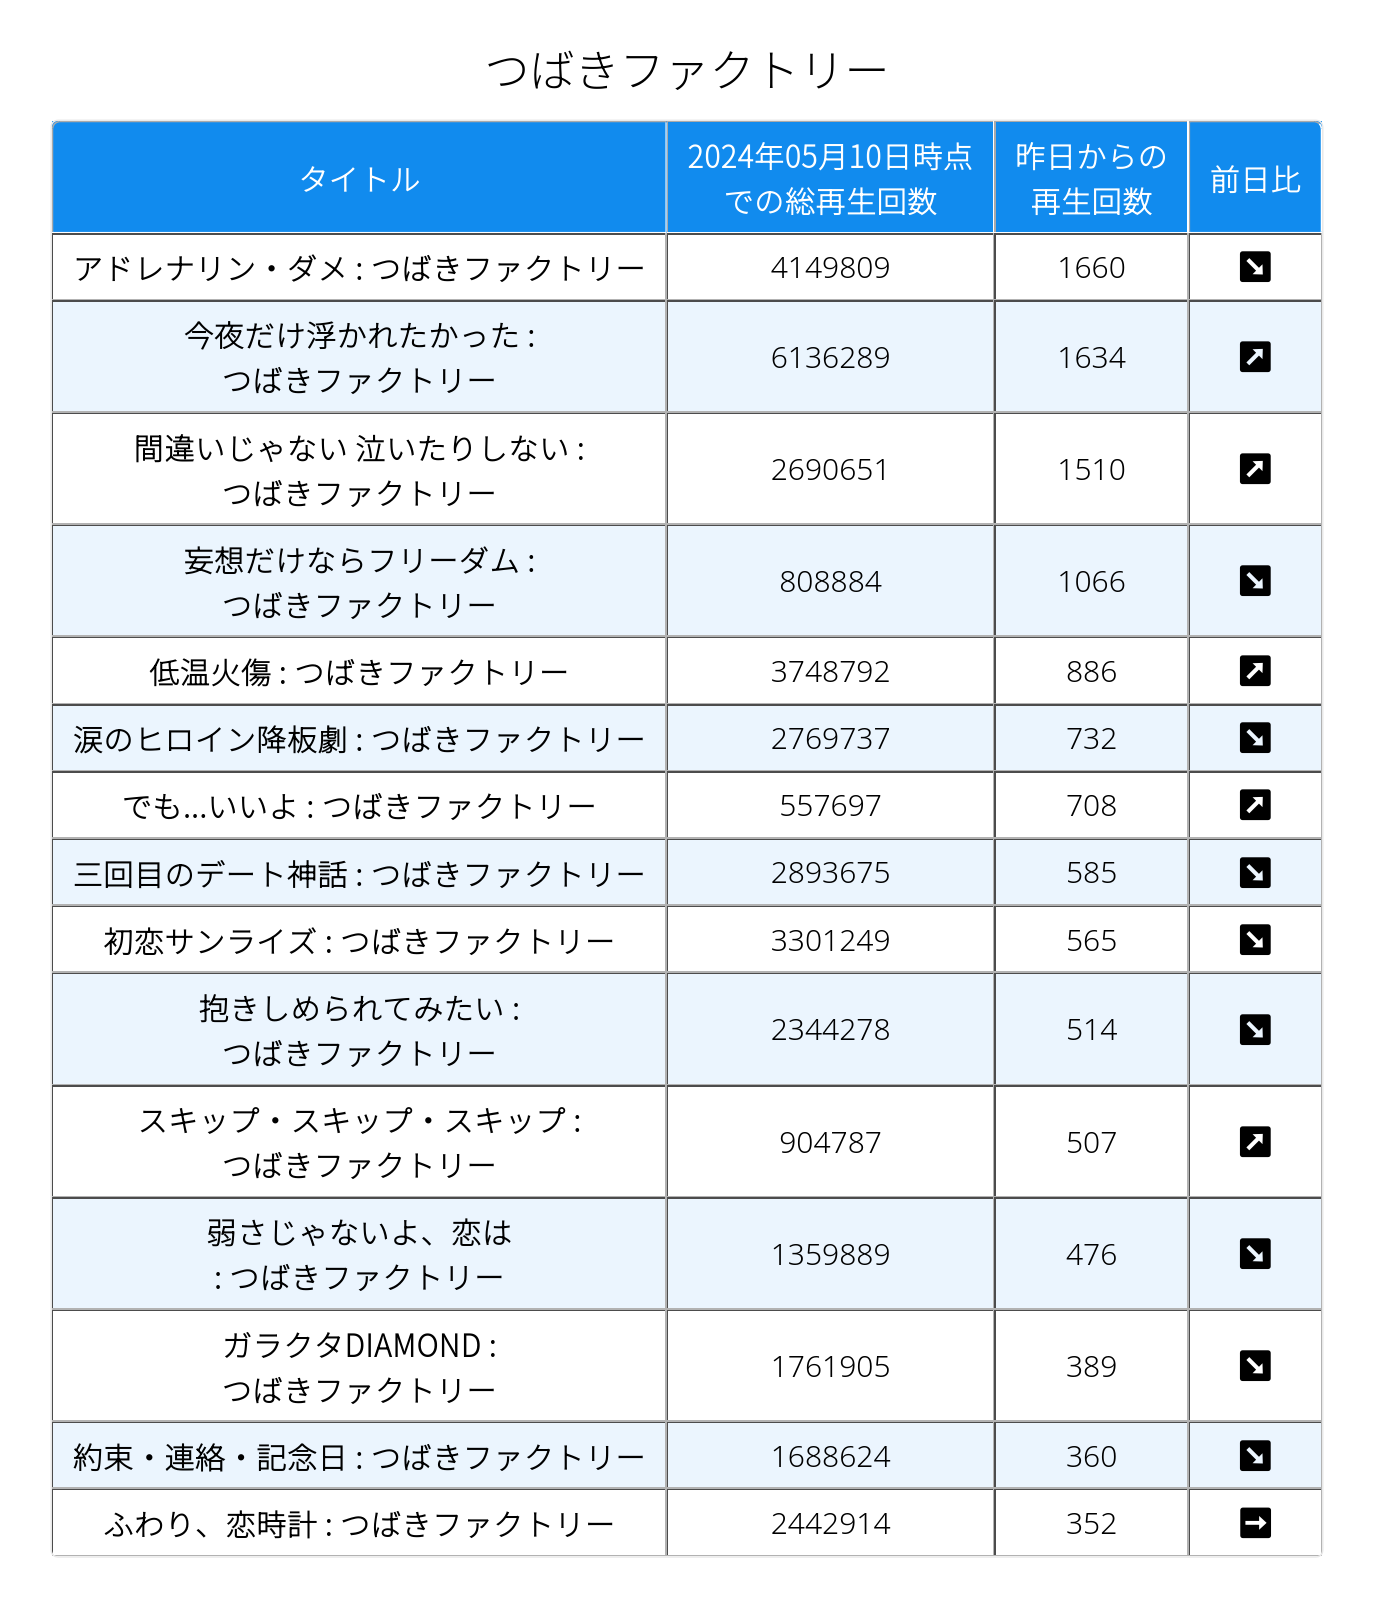 つばきファクトリー
タイトル
2024年05月10日時点
での総再生回数
昨日からの
再生回数
前日比
アドレナリン・ダメ : つばきファクトリー
4149809
1660
今夜だけ浮かれたかった :
つばきファクトリー
6136289
1634
間違いじゃない 泣いたりしない :
つばきファクトリー
2690651
1510
妄想だけならフリーダム :
つばきファクトリー
808884
1066
低温火傷 : つばきファクトリー
3748792
886
涙のヒロイン降板劇 : つばきファクトリー
2769737
732
でも...いいよ : つばきファクトリー
557697
708
三回目のデート神話 : つばきファクトリー
2893675
585
初恋サンライズ : つばきファクトリー
3301249
565
抱きしめられてみたい :
つばきファクトリー
2344278
514
スキップ・スキップ・スキップ :
つばきファクトリー
904787
507
弱さじゃないよ、恋は
: つばきファクトリー
1359889
476
ガラクタDIAMOND :
つばきファクトリー
1761905
389
約束・連絡・記念日 : つばきファクトリー
1688624
360
ふわり、恋時計 : つばきファクトリー
2442914
352